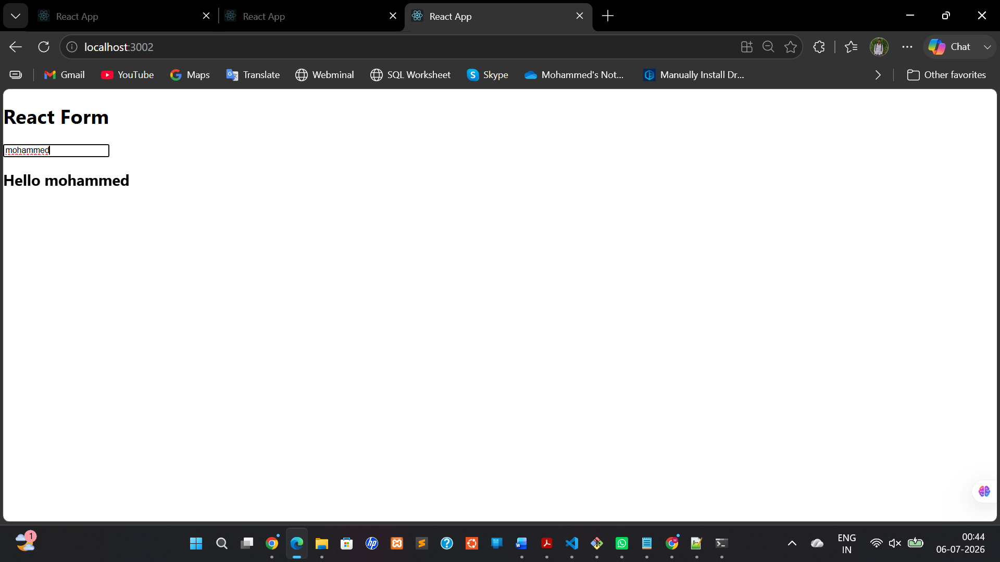 React App
React App
React App
localhost:3002
Chat
Gmail
YouTube
Maps
Translate
Webminal
SQL Worksheet
Skype
Mohammed's Not...
Manually Install Dr...
Other favorites
React Form
mohammed
Hello mohammed
1
ENG
IN
00:44
06-07-2026